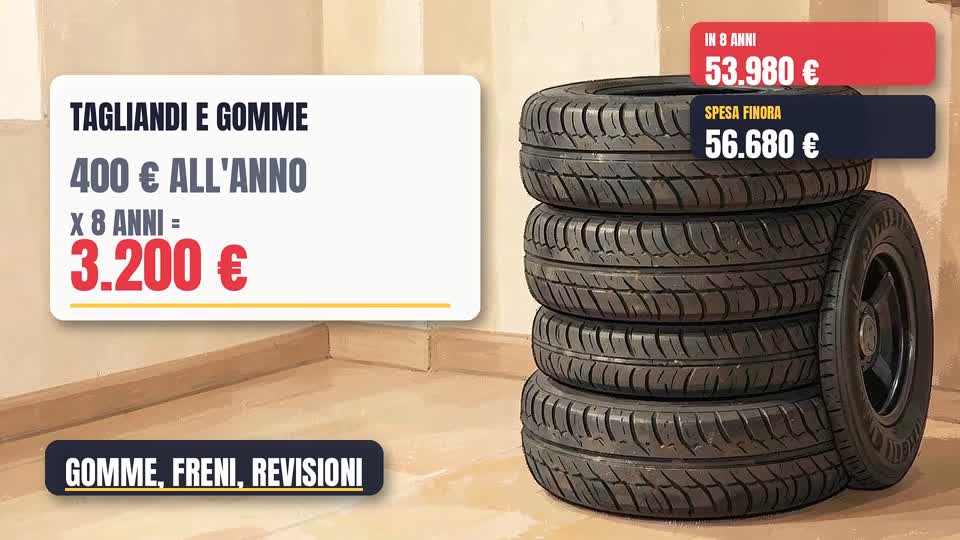 TAGLIANDI E GOMME
400 € ALL'ANNO
x 8 ANNI =
3.200 €
IN 8 ANNI
53.980 €
SPESA FINORA
56.680 €
GOMME, FRENI, REVISIONI